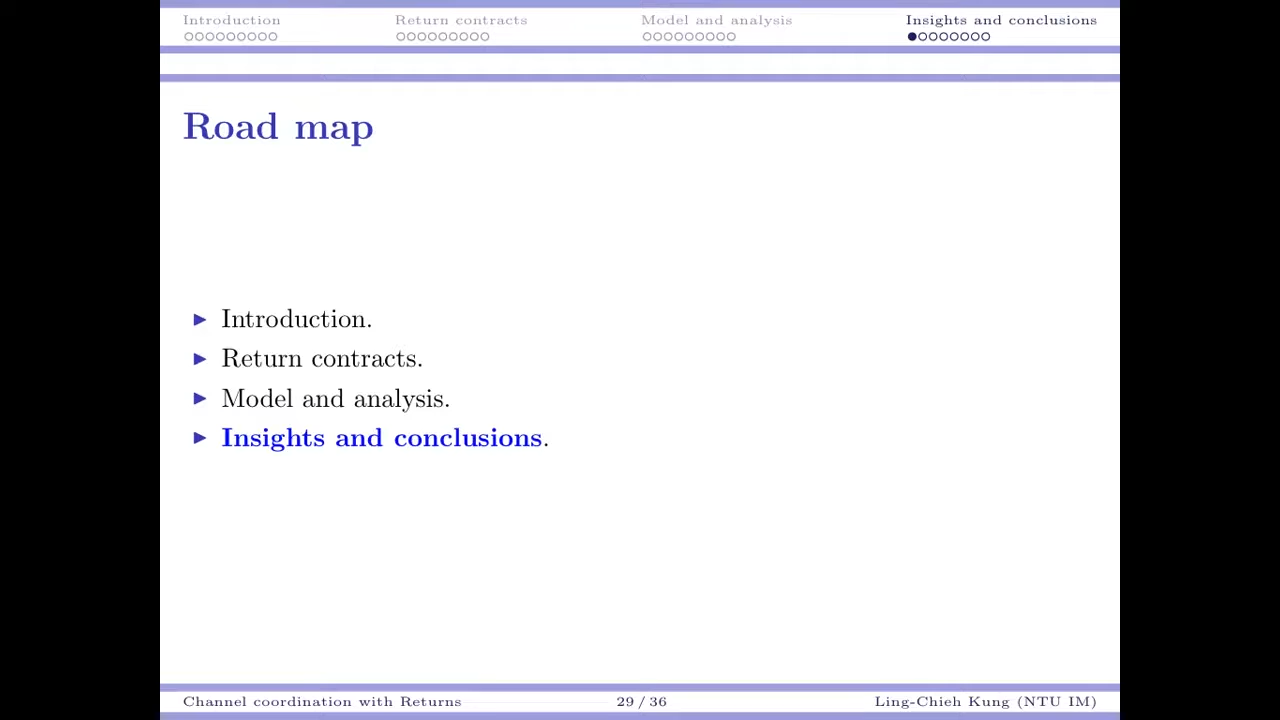 Introduction
Return contracts
Model and analysis
Insights and conclusions
Road map
Introduction.
Return contracts.
Model and analysis.
Insights and conclusions.
Channel coordination with Returns
29 / 36
Ling-Chieh Kung (NTU IM)